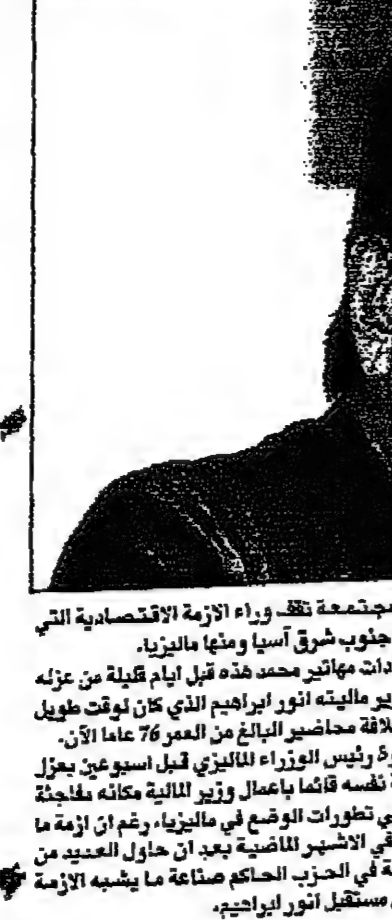 مجتمعة تقف وراء الازمة الاقتصادية التي
جنوب شرق آسيا ومنها ماليزيا.
دات مهاتير محمد هذه قبل ايام قليلة من عزله
ير ماليته انور ابراهيم الذي كان لوقت طويل
لافة محاضير البالغ من العمر 76 عاما الآن.
رئيس الوزراء الماليزي قبل اسبوعين بعزل
نفسه قائما باعمال وزير المالية مكانه مفاجئة
ي تطورات الوضع في ماليزيا، رغم ان ازمة ما
في الاشهر الماضية بعد ان حاول العديد من
ة في الحزب الحاكم صناعة ما يشبه الازمة
مستقبل انور ابراهيم.